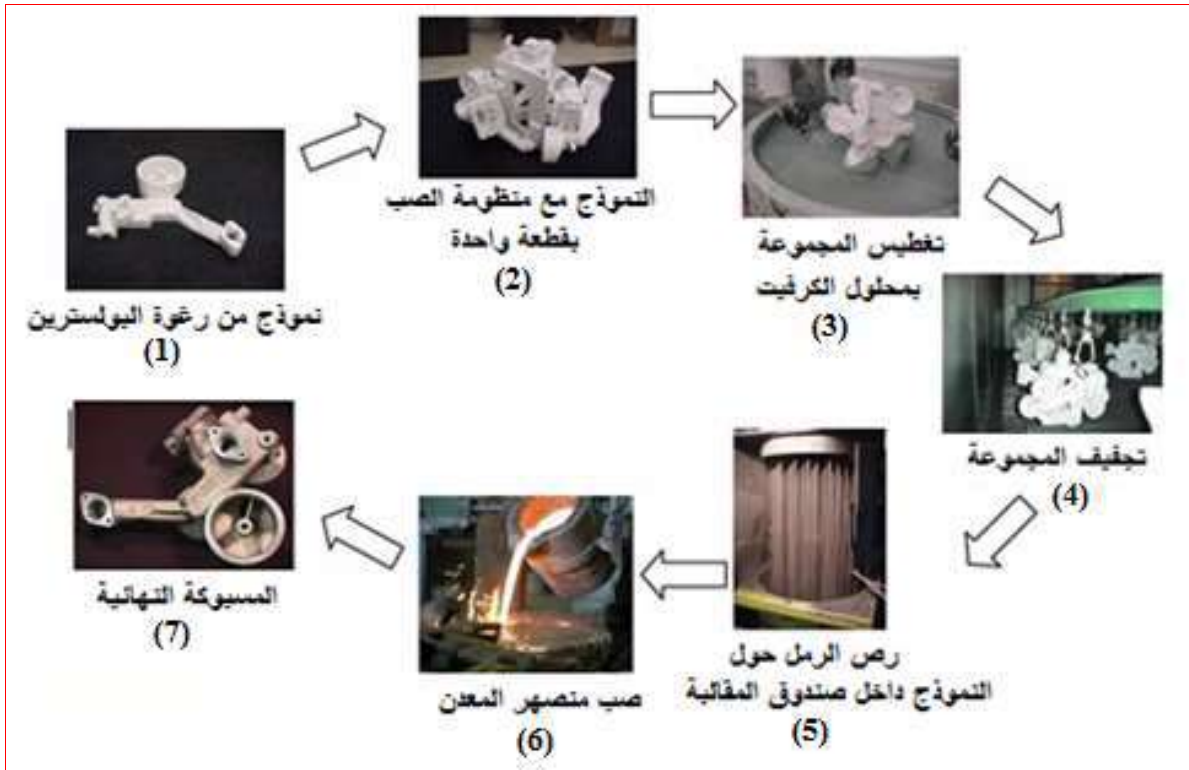 نموذج من رغوة البولسترين
(1)
النموذج مع منظومة الصب
بقطعة واحدة
(2)
تغطيس المجموعة
بمحلول الكرفيت
(3)
تجفيف المجموعة
(4)
رص الرمل حول
النموذج داخل صندوق المقالبة
(5)
صب منصهر المعدن
(6)
المسبوكة النهائية
(7)